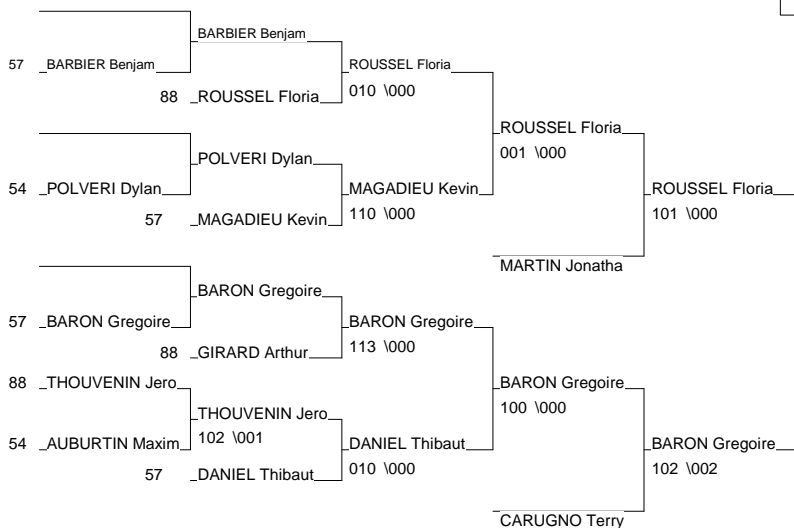 BARBIER Benjam
57 BARBIER Benjam
ROUSSEL Floria
88 ROUSSEL Floria
010 \000
ROUSSEL Floria
001 \000
POLVERI Dylan
54 POLVERI Dylan
MAGADIEU Kevin
ROUSSEL Floria
57 MAGADIEU Kevin
110 \000
101 \000
MARTIN Jonatha
BARON Gregoire
57 BARON Gregoire
BARON Gregoire
88 GIRARD Arthur
113 \000
88 THOUVENIN Jero
BARON Gregoire
100 \000
THOUVENIN Jero
102 \001
54 AUBURTIN Maxim
DANIEL Thibaut
BARON Gregoire
57 DANIEL Thibaut
010 \000
102 \002
CARUGNO Terry